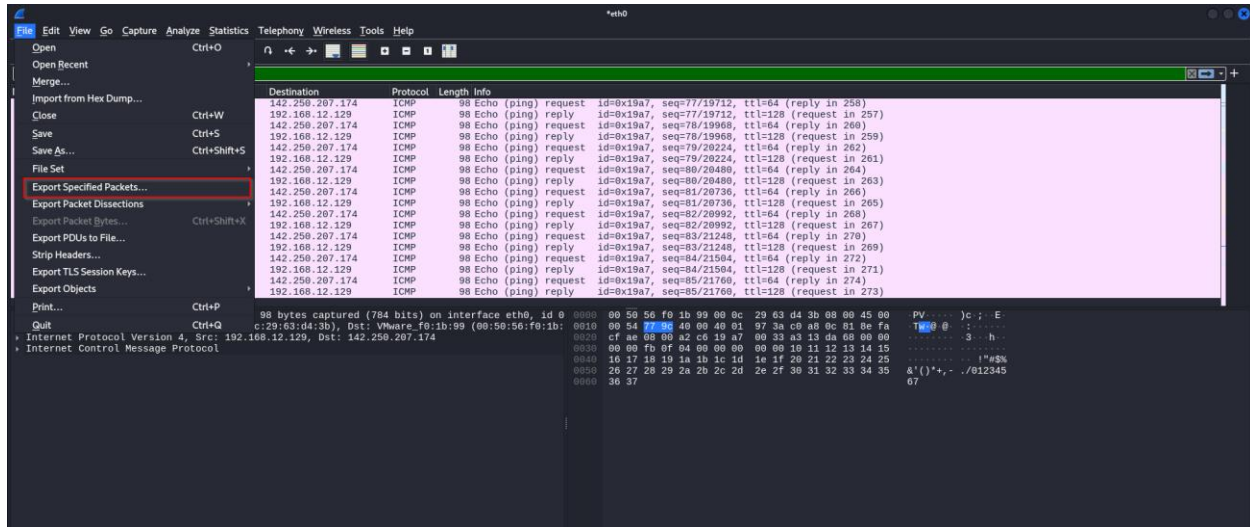 *eth0
File Edit View Go Capture Analyze Statistics Telephony Wireless Tools Help
Open Ctrl+O
Open Recent
Merge...
Import from Hex Dump...
Close Ctrl+W
Save Ctrl+S
Save As... Ctrl+Shift+S
File Set
Export Specified Packets...
Export Packet Dissections
Export Packet Bytes... Ctrl+Shift+X
Export PDUs to File...
Strip Headers...
Export TLS Session Keys...
Export Objects
Print... Ctrl+P
Quit Ctrl+Q
Destination Protocol Length Info
142.250.207.174 ICMP 98 Echo (ping) request id=0x19a7, seq=77/19712, ttl=64 (reply in 258)
192.168.12.129 ICMP 98 Echo (ping) reply id=0x19a7, seq=77/19712, ttl=128 (request in 257)
142.250.207.174 ICMP 98 Echo (ping) request id=0x19a7, seq=78/19968, ttl=64 (reply in 260)
192.168.12.129 ICMP 98 Echo (ping) reply id=0x19a7, seq=78/19968, ttl=128 (request in 259)
142.250.207.174 ICMP 98 Echo (ping) request id=0x19a7, seq=79/20224, ttl=64 (reply in 262)
192.168.12.129 ICMP 98 Echo (ping) reply id=0x19a7, seq=79/20224, ttl=128 (request in 261)
142.250.207.174 ICMP 98 Echo (ping) request id=0x19a7, seq=80/20480, ttl=64 (reply in 264)
192.168.12.129 ICMP 98 Echo (ping) reply id=0x19a7, seq=80/20480, ttl=128 (request in 263)
142.250.207.174 ICMP 98 Echo (ping) request id=0x19a7, seq=81/20736, ttl=64 (reply in 266)
192.168.12.129 ICMP 98 Echo (ping) reply id=0x19a7, seq=81/20736, ttl=128 (request in 265)
142.250.207.174 ICMP 98 Echo (ping) request id=0x19a7, seq=82/20992, ttl=64 (reply in 268)
192.168.12.129 ICMP 98 Echo (ping) reply id=0x19a7, seq=82/20992, ttl=128 (request in 267)
142.250.207.174 ICMP 98 Echo (ping) request id=0x19a7, seq=83/21248, ttl=64 (reply in 270)
192.168.12.129 ICMP 98 Echo (ping) reply id=0x19a7, seq=83/21248, ttl=128 (request in 269)
142.250.207.174 ICMP 98 Echo (ping) request id=0x19a7, seq=84/21504, ttl=64 (reply in 272)
192.168.12.129 ICMP 98 Echo (ping) reply id=0x19a7, seq=84/21504, ttl=128 (request in 271)
142.250.207.174 ICMP 98 Echo (ping) request id=0x19a7, seq=85/21760, ttl=64 (reply in 274)
192.168.12.129 ICMP 98 Echo (ping) reply id=0x19a7, seq=85/21760, ttl=128 (request in 273)
98 bytes captured (784 bits) on interface eth0, id 0
c:29:63:d4:3b), Dst: VMware_f0:1b:99 (00:50:56:f0:1b:
Internet Protocol Version 4, Src: 192.168.12.129, Dst: 142.250.207.174
Internet Control Message Protocol
0000 00 50 56 f0 1b 99 00 0c 29 63 d4 3b 08 00 45 00 ·PV····· )c·;··E·
0010 00 54 77 9c 40 00 40 01 97 3a c0 a8 0c 81 8e fa ·Tw·@·@· ·:······
0020 cf ae 08 00 a2 c6 19 a7 00 33 a3 13 da 68 00 00 ········ ·3···h··
0030 00 00 fb 0f 04 00 00 00 00 00 10 11 12 13 14 15 ········ ········
0040 16 17 18 19 1a 1b 1c 1d 1e 1f 20 21 22 23 24 25 ········ ·· !"#$%
0050 26 27 28 29 2a 2b 2c 2d 2e 2f 30 31 32 33 34 35 &'()*+,- ./012345
0060 36 37 67